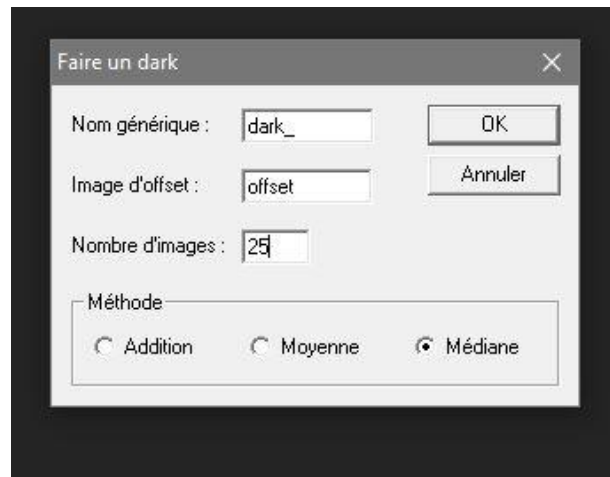 Faire un dark
Nom générique : dark_ OK
Image d'offset : offset Annuler
Nombre d'images : 25
Méthode
Addition Moyenne Médiane